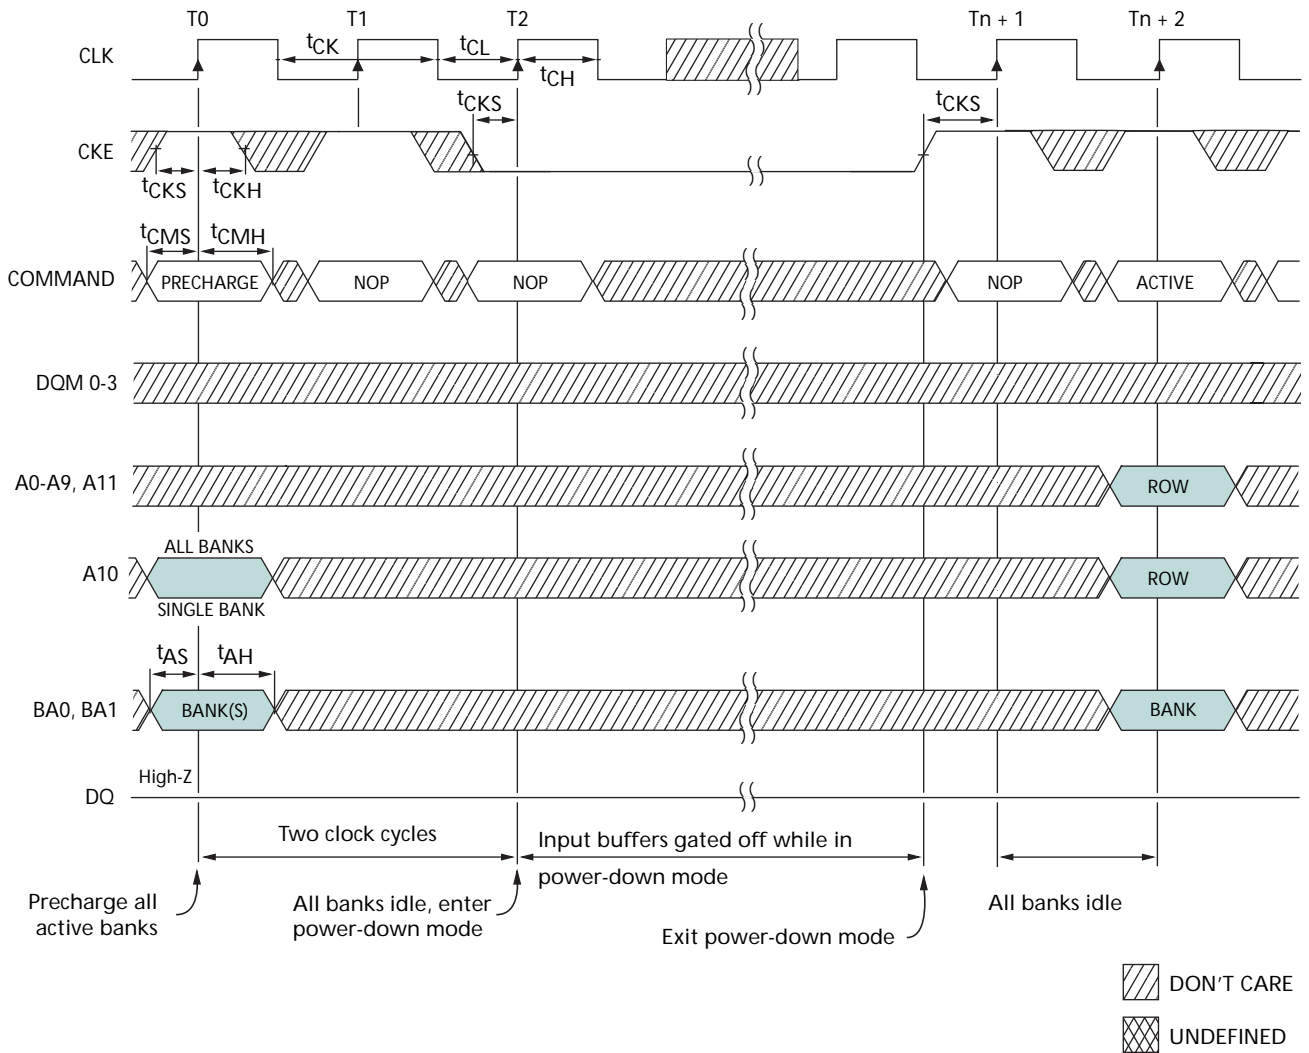 T0 T1 T2 Tn + 1 Tn + 2
CLK
tCK tCL
tCH
tCKS tCKS
CKE
tCKS tCKH
tCMS tCMH
COMMAND PRECHARGE NOP NOP NOP ACTIVE
DQM 0-3
A0-A9, A11 ROW
ALL BANKS
A10 ROW
SINGLE BANK
tAS tAH
BA0, BA1 BANK(S) BANK
High-Z
DQ
Two clock cycles
Input buffers gated off while in
power-down mode
Precharge all
active banks
All banks idle, enter
power-down mode
Exit power-down mode
All banks idle
DON'T CARE
UNDEFINED